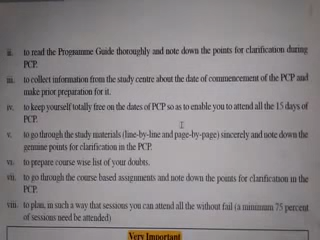 ii. to read the Programme Guide thoroughly and note down the points for clarification during
PCP.
iii. to collect information from the study centre about the date of commencement of the PCP and
make prior preparation for it.
iv. to keep yourself totally free on the dates of PCP so as to enable you to attend all the 15 days of
PCP.
v. to go through the study materials (line-by-line and page-by-page) sincerely and note down the
genuine points for clarification in the PCP.
vi. to prepare course wise list of your doubts.
vii. to go through the course based assignments and note down the points for clarification in the
PCP.
viii. to plan, in such a way that sessions you can attend all the without fail (a minimum 75 percent
of sessions need be attended)
Very Important